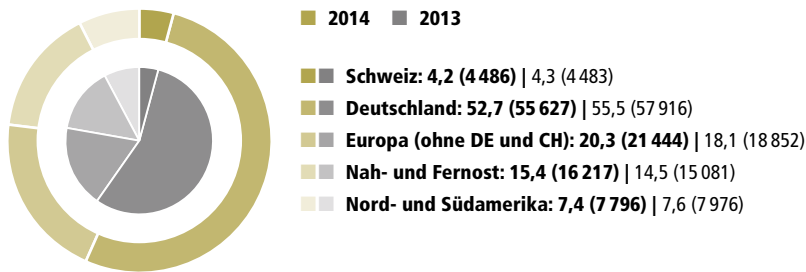 2014 2013
Schweiz: 4,2 (4 486) | 4,3 (4 483)
Deutschland: 52,7 (55 627) | 55,5 (57 916)
Europa (ohne DE und CH): 20,3 (21 444) | 18,1 (18 852)
Nah- und Fernost: 15,4 (16 217) | 14,5 (15 081)
Nord- und Südamerika: 7,4 (7 796) | 7,6 (7 976)